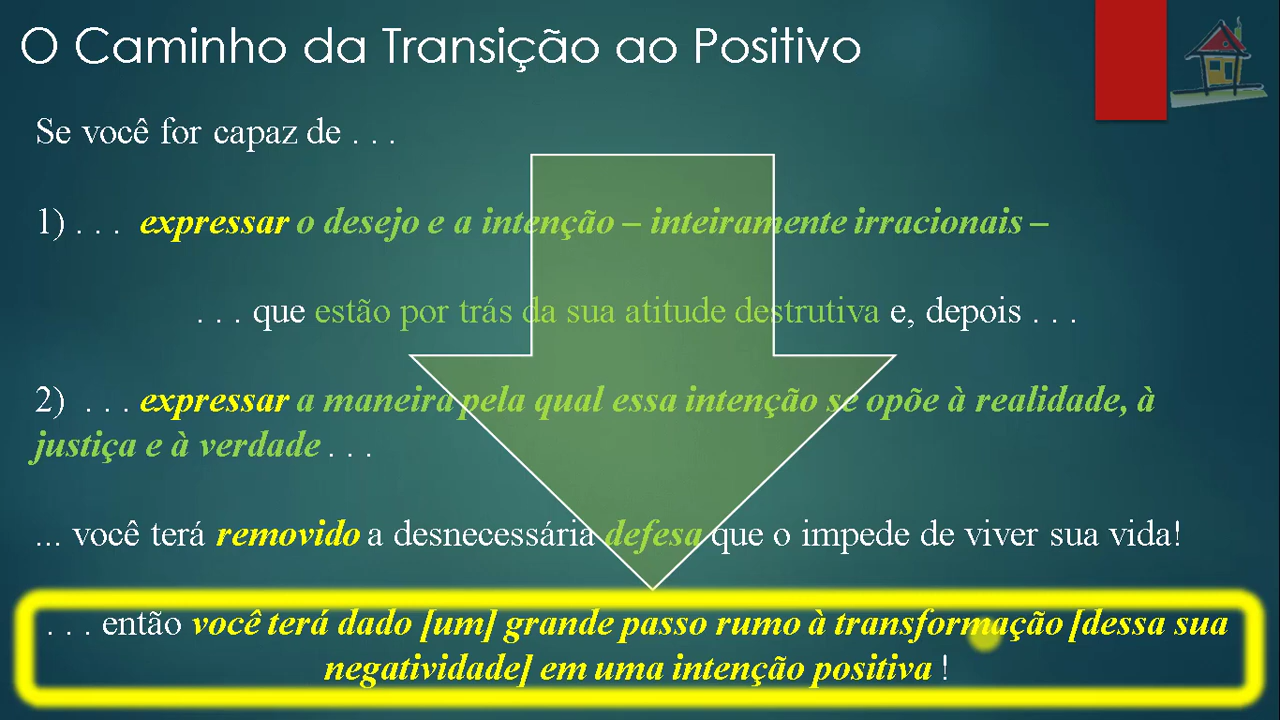 O Caminho da Transição ao Positivo
Se você for capaz de . . .
1) . . . expressar o desejo e a intenção – inteiramente irracionais –
. . . que estão por trás da sua atitude destrutiva e, depois . . .
2) . . . expressar a maneira pela qual essa intenção se opõe à realidade, à
justiça e à verdade . . .
... você terá removido a desnecessária defesa que o impede de viver sua vida!
. . . então você terá dado [um] grande passo rumo à transformação [dessa sua
negatividade] em uma intenção positiva !